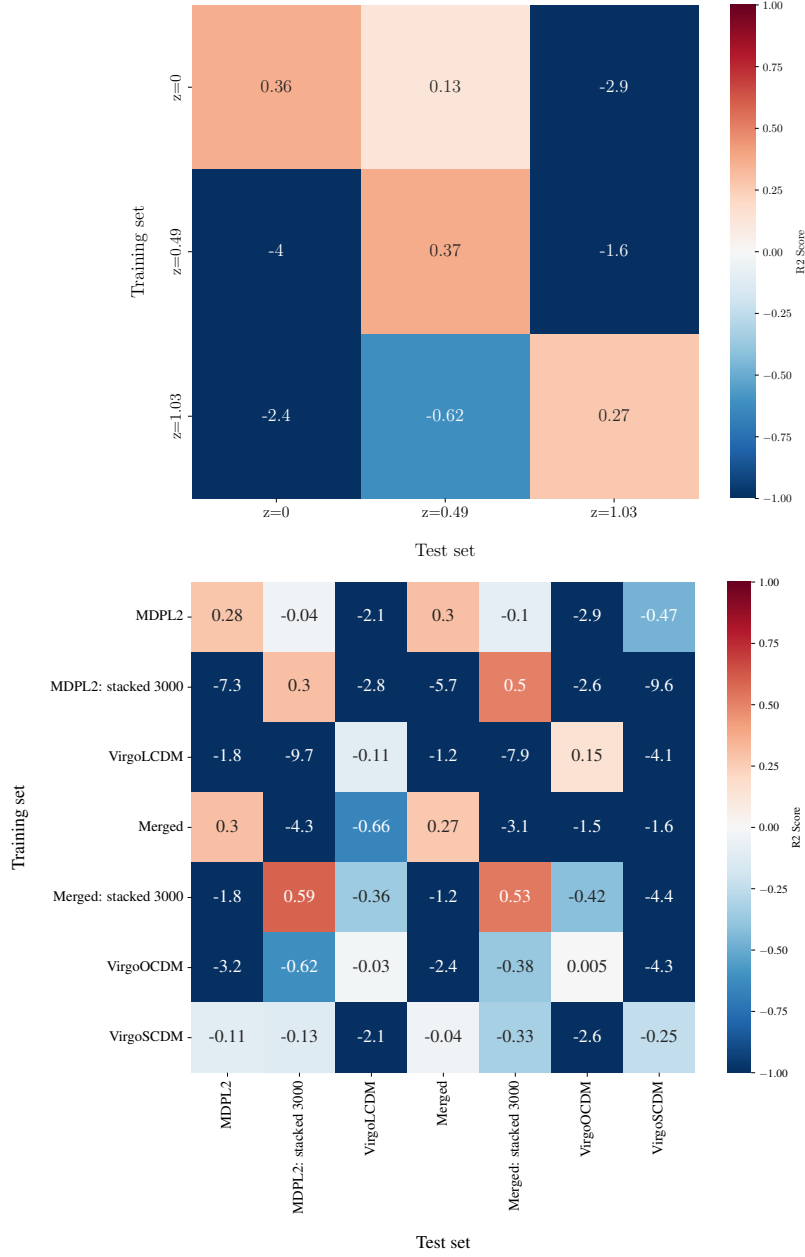 1.00
0.75
0.50
0.25
0.00
−0.25
−0.50
−0.75
−1.00
R2 Score
Training set
z=0 0.36 0.13 -2.9
z=0.49 -4 0.37 -1.6
z=1.03 -2.4 -0.62 0.27
z=0 z=0.49 z=1.03
Test set
1.00
0.75
0.50
0.25
0.00
−0.25
−0.50
−0.75
−1.00
R2 Score
Training set
MDPL2 0.28 -0.04 -2.1 0.3 -0.1 -2.9 -0.47
MDPL2: stacked 3000 -7.3 0.3 -2.8 -5.7 0.5 -2.6 -9.6
VirgoLCDM -1.8 -9.7 -0.11 -1.2 -7.9 0.15 -4.1
Merged 0.3 -4.3 -0.66 0.27 -3.1 -1.5 -1.6
Merged: stacked 3000 -1.8 0.59 -0.36 -1.2 0.53 -0.42 -4.4
VirgoOCDM -3.2 -0.62 -0.03 -2.4 -0.38 0.005 -4.3
VirgoSCDM -0.11 -0.13 -2.1 -0.04 -0.33 -2.6 -0.25
MDPL2
MDPL2: stacked 3000
VirgoLCDM
Merged
Merged: stacked 3000
VirgoOCDM
VirgoSCDM
Test set